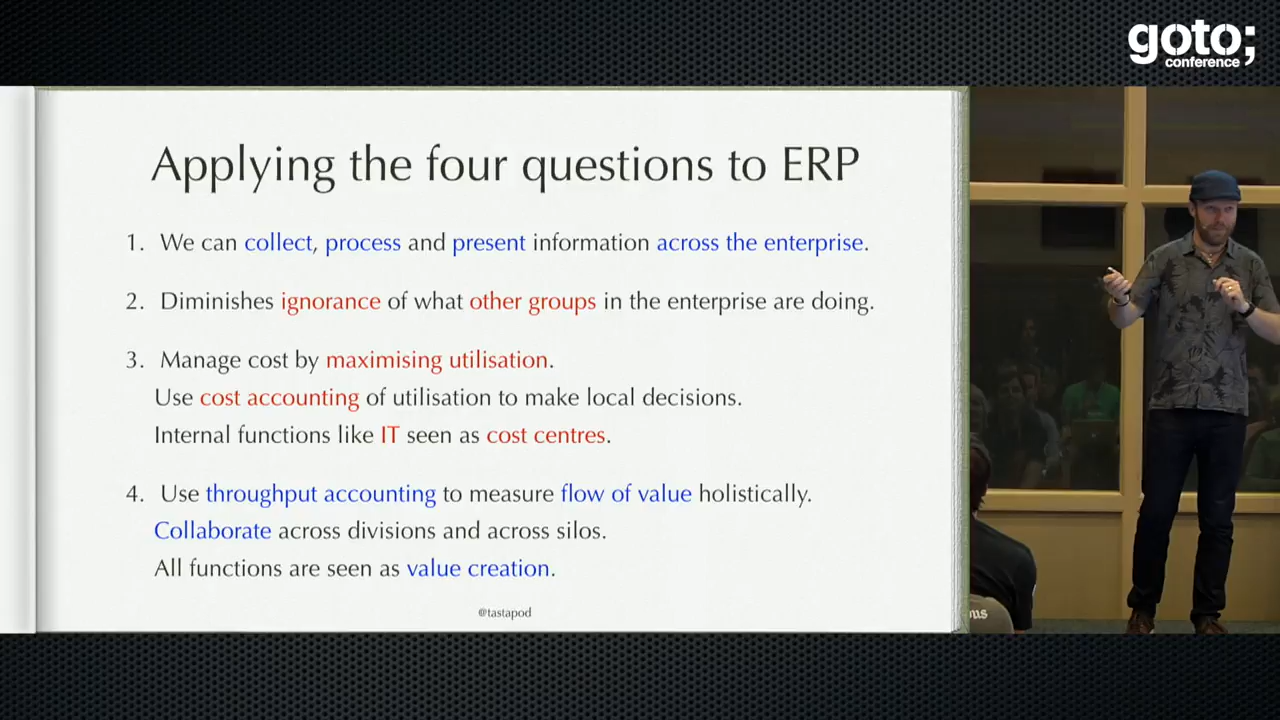 goto;
conference
Applying the four questions to ERP
1. We can collect, process and present information across the enterprise.
2. Diminishes ignorance of what other groups in the enterprise are doing.
3. Manage cost by maximising utilisation.
Use cost accounting of utilisation to make local decisions.
Internal functions like IT seen as cost centres.
4. Use throughput accounting to measure flow of value holistically.
Collaborate across divisions and across silos.
All functions are seen as value creation.
@tastapod